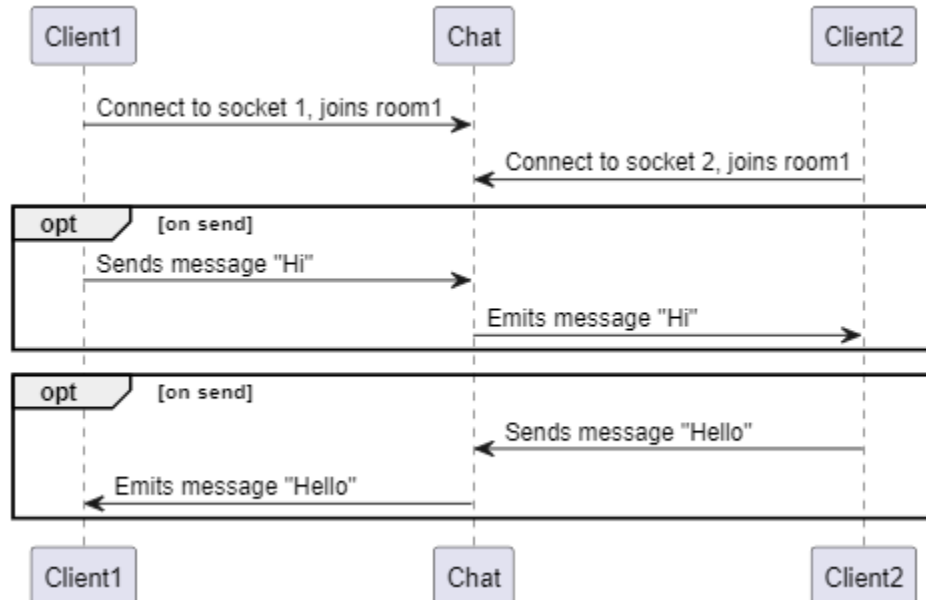 Client1 Chat Client2
Connect to socket 1, joins room1
Connect to socket 2, joins room1
opt [on send]
Sends message "Hi"
Emits message "Hi"
opt [on send]
Sends message "Hello"
Emits message "Hello"
Client1 Chat Client2